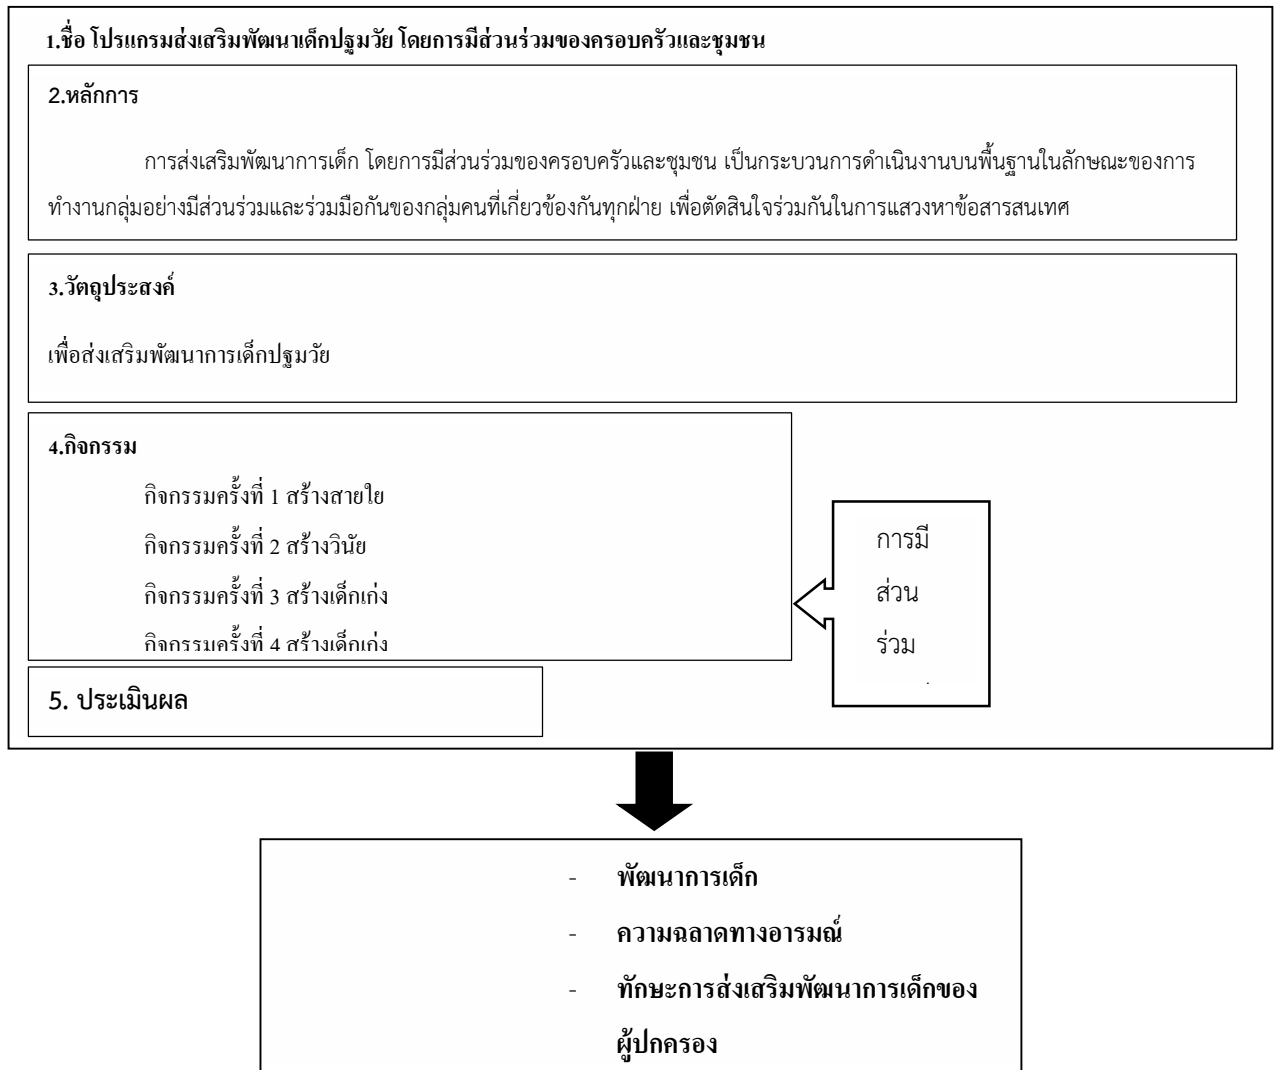 1.ชื่อ โปรแกรมส่งเสริมพัฒนาเด็กปฐมวัย โดยการมีส่วนร่วมของครอบครัวและชุมชน
2.หลักการ
การส่งเสริมพัฒนาการเด็ก โดยการมีส่วนร่วมของครอบครัวและชุมชน เป็นกระบวนการดำเนินงานบนพื้นฐานในลักษณะของการ
ทำงานกลุ่มอย่างมีส่วนร่วมและร่วมมือกันของกลุ่มคนที่เกี่ยวข้องกันทุกฝ่าย เพื่อตัดสินใจร่วมกันในการแสวงหาข้อสารสนเทศ
3.วัตถุประสงค์
เพื่อส่งเสริมพัฒนาการเด็กปฐมวัย
4.กิจกรรม
กิจกรรมครั้งที่ 1 สร้างสายใย
กิจกรรมครั้งที่ 2 สร้างวินัย
กิจกรรมครั้งที่ 3 สร้างเด็กเก่ง
กิจกรรมครั้งที่ 4 สร้างเด็กเก่ง
การมี
ส่วน
ร่วม
5. ประเมินผล
- พัฒนาการเด็ก
- ความฉลาดทางอารมณ์
- ทักษะการส่งเสริมพัฒนาการเด็กของ
ผู้ปกครอง